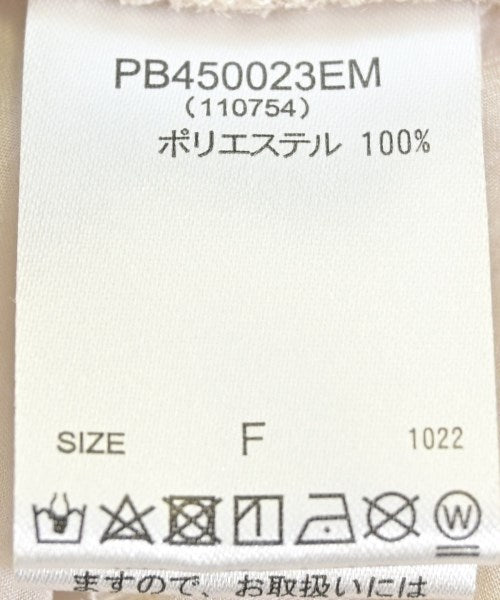 PB450023EM
(110754)
ポリエステル 100%
SIZE F 1022
W
ますので、お取扱いには